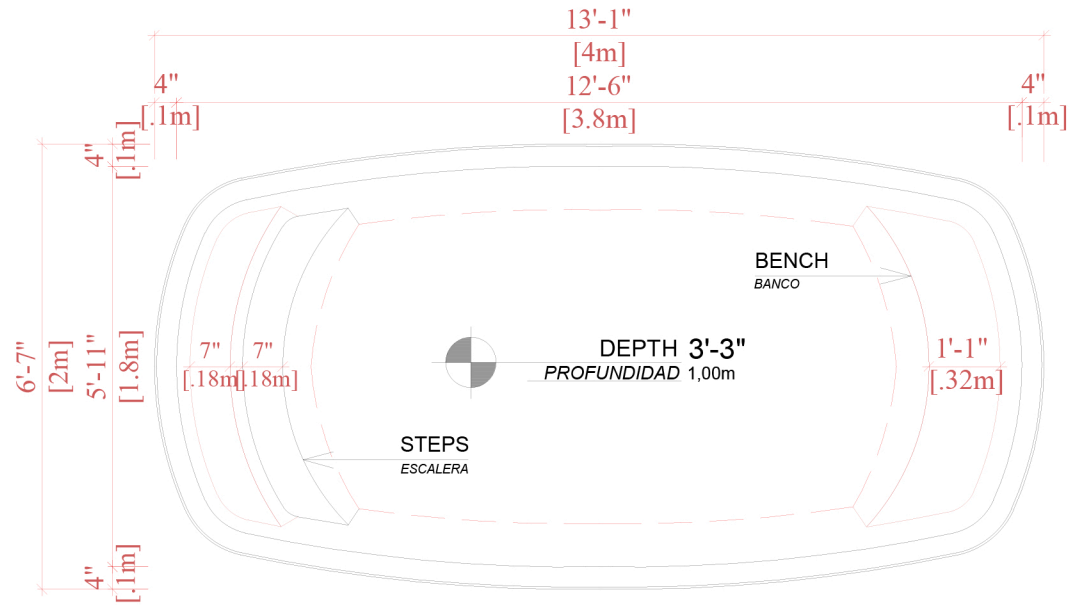 13'-1"
[4m]
4"
12'-6"
4"
[.1m]
[3.8m]
[.1m]
4"
[.1m]
BENCH
BANCO
6'-7"
[2m]
5'-11"
[1.8m]
7"
7"
[.18m]
[.18m]
DEPTH 3'-3"
PROFUNDIDAD 1,00m
1'-1"
[.32m]
STEPS
ESCALERA
4"
[.1m]